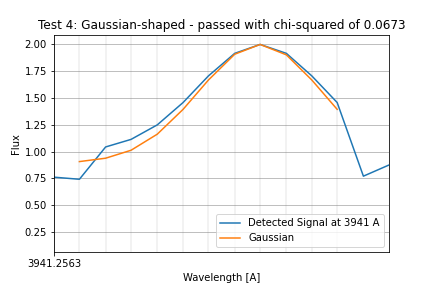 Test 4: Gaussian-shaped - passed with chi-squared of 0.0673
2.00
1.75
1.50
1.25
1.00
0.75
0.50
0.25
Flux
Detected Signal at 3941 A
Gaussian
3941.2563
Wavelength [A]